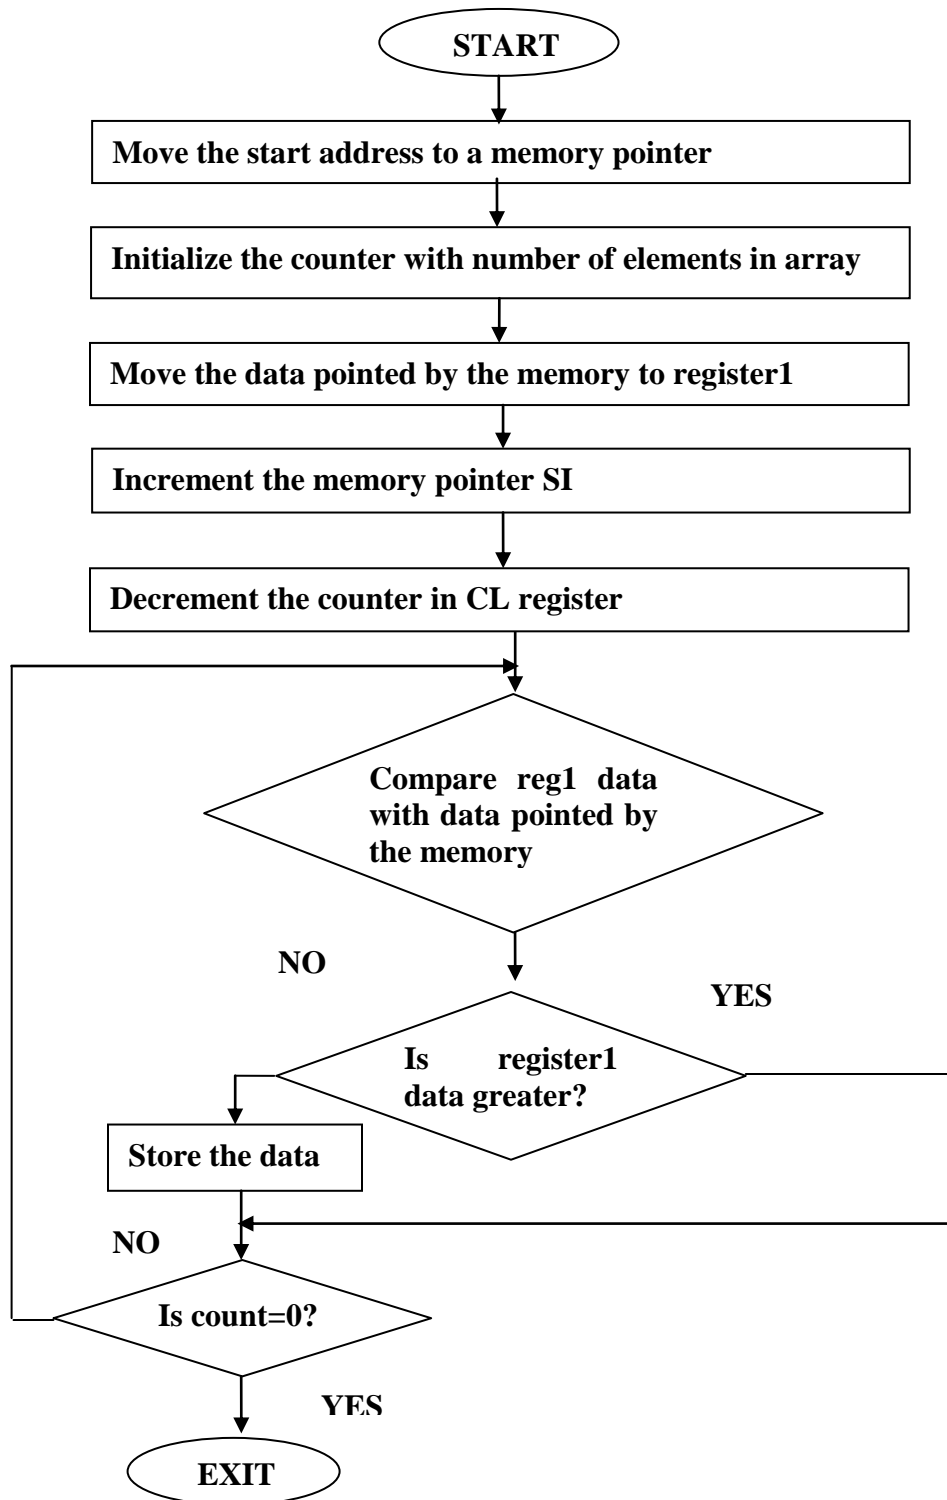 START
Move the start address to a memory pointer
Initialize the counter with number of elements in array
Move the data pointed by the memory to register1
Increment the memory pointer SI
Decrement the counter in CL register
Compare reg1 data
with data pointed by
the memory
NO
YES
Is register1
data greater?
Store the data
NO
Is count=0?
YES
EXIT